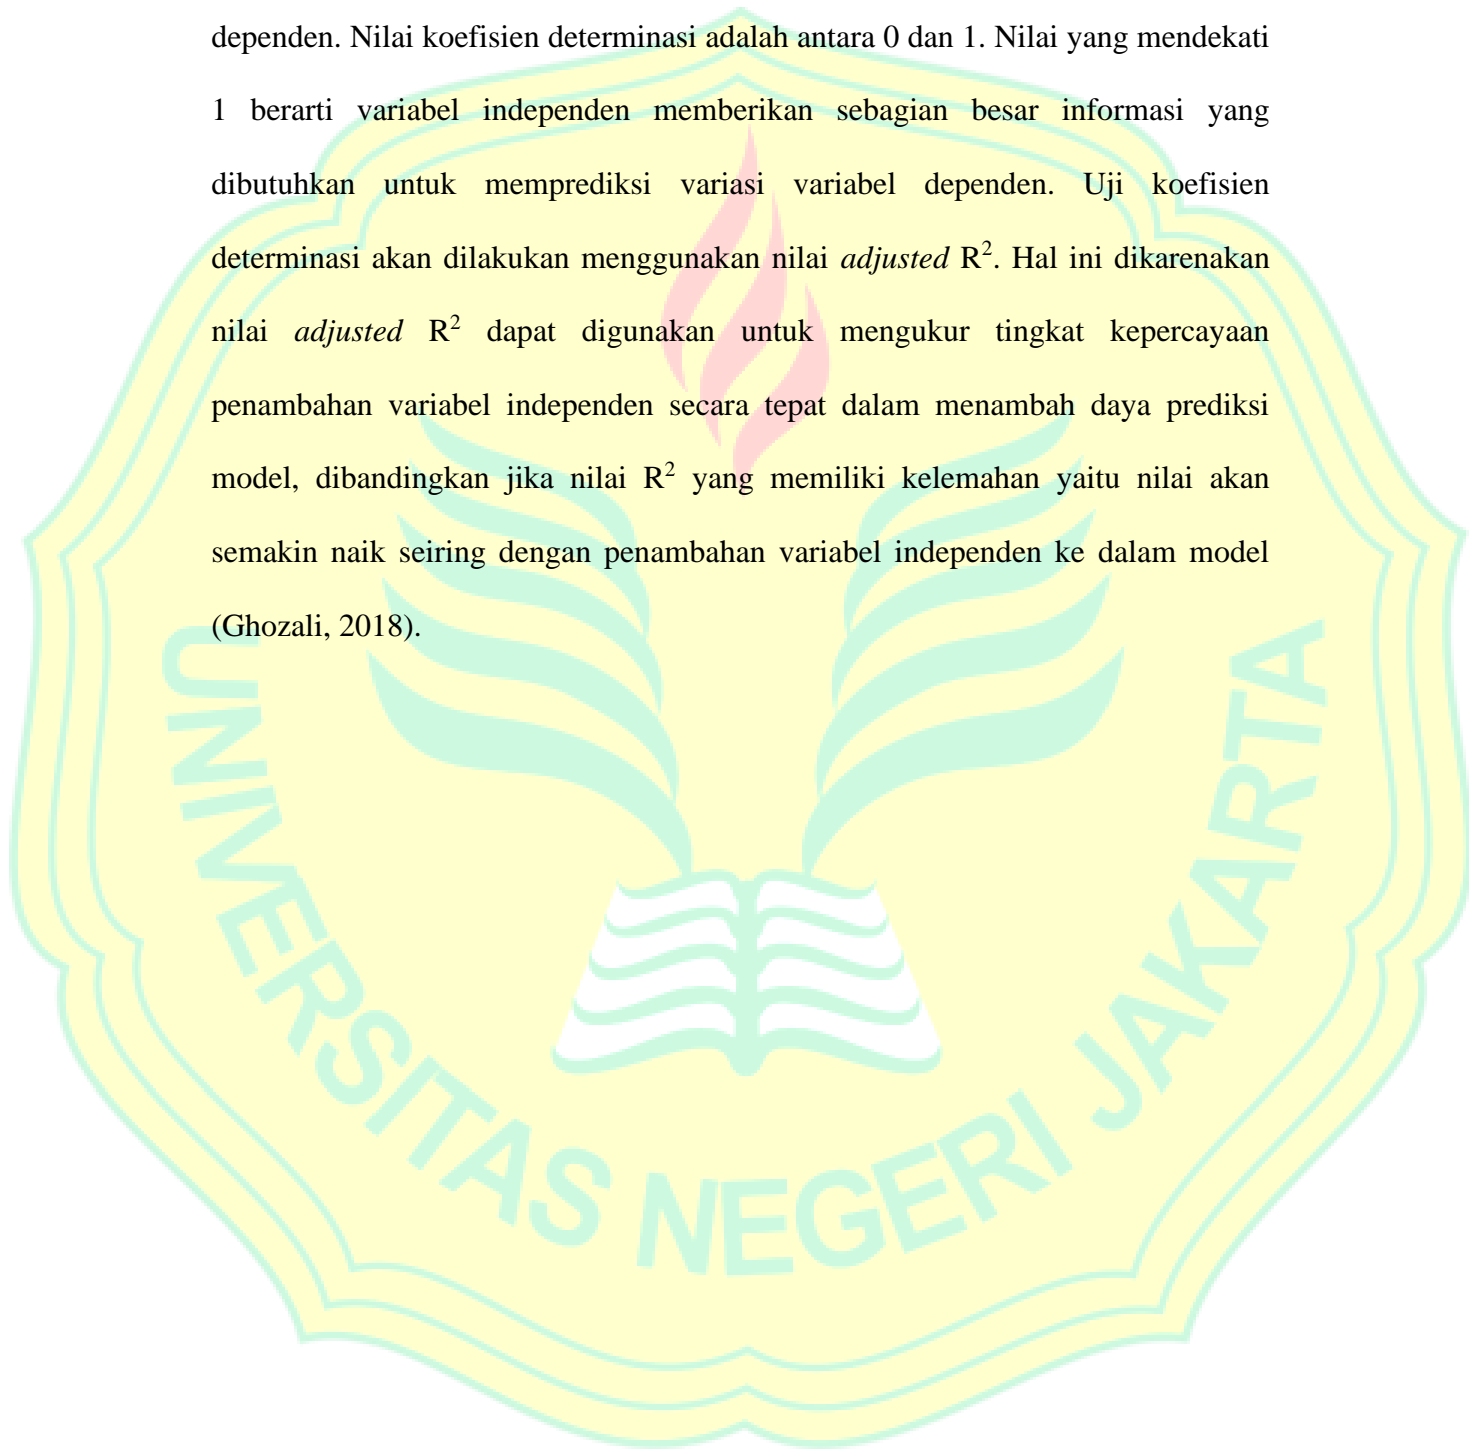 dependen. Nilai koefisien determinasi adalah antara 0 dan 1. Nilai yang mendekati
1 berarti variabel independen memberikan sebagian besar informasi yang
dibutuhkan untuk memprediksi variasi variabel dependen. Uji koefisien
determinasi akan dilakukan menggunakan nilai adjusted R². Hal ini dikarenakan
nilai adjusted R² dapat digunakan untuk mengukur tingkat kepercayaan
penambahan variabel independen secara tepat dalam menambah daya prediksi
model, dibandingkan jika nilai R² yang memiliki kelemahan yaitu nilai akan
semakin naik seiring dengan penambahan variabel independen ke dalam model
(Ghozali, 2018).
UNIVERSITAS NEGERI JAKARTA